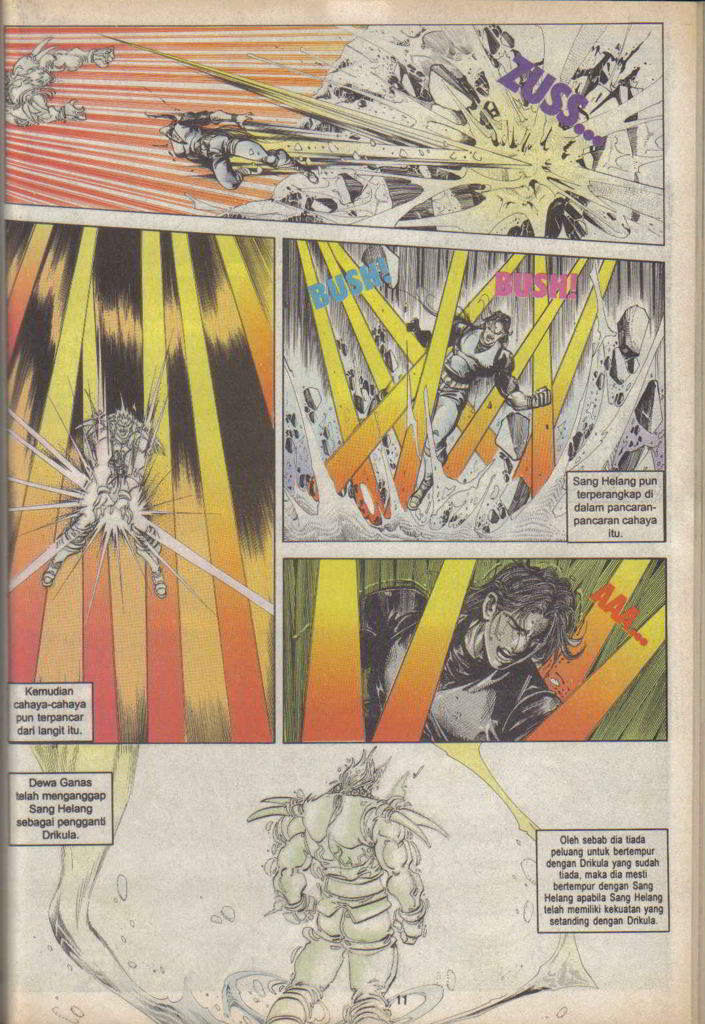 ZUSS...
BUSH!
BUSH!
Sang Helang pun
terperangkap di
dalam pancaran-
pancaran cahaya
itu.
Kemudian
cahaya-cahaya
pun terpancar
dari langit itu.
AAA...
Dewa Ganas
telah menganggap
Sang Helang
sebagai pengganti
Drikula.
Oleh sebab dia tiada
peluang untuk bertempur
dengan Drikula yang sudah
tiada, maka dia mesti
bertempur dengan Sang
Helang apabila Sang Helang
telah memiliki kekuatan yang
setanding dengan Drikula.
11